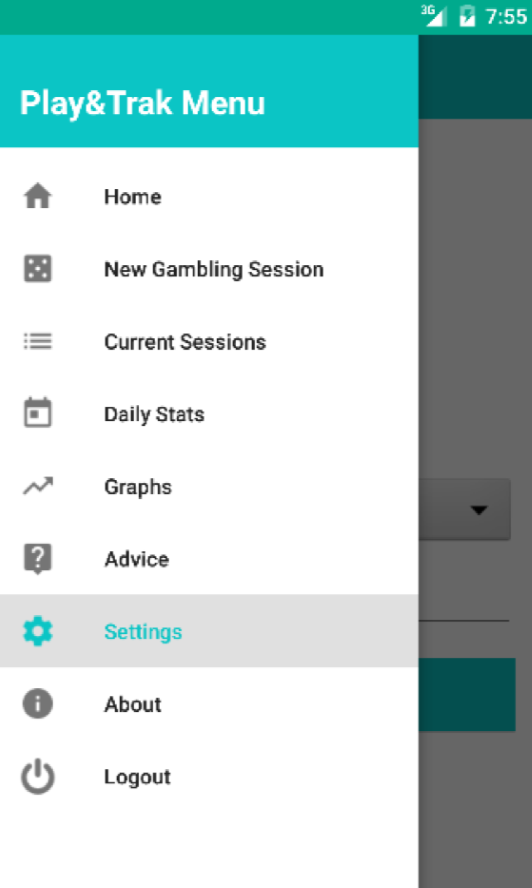 3G 7:55
Play&Trak Menu
Home
New Gambling Session
Current Sessions
Daily Stats
Graphs
Advice
Settings
About
Logout